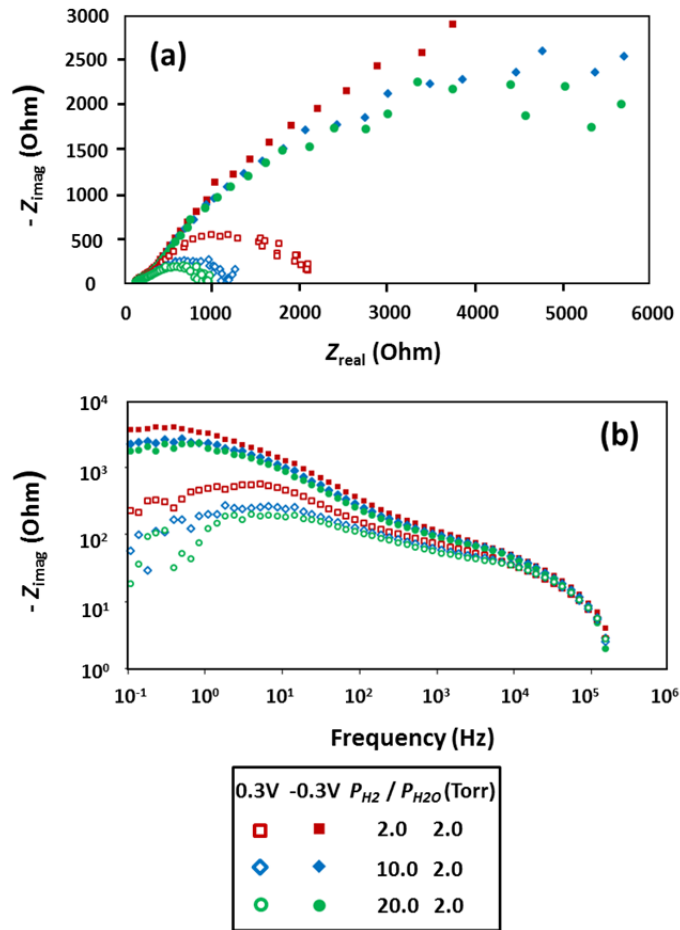 (a)
3000
2500
2000
1500
1000
500
0
- Zimag (Ohm)
0 1000 2000 3000 4000 5000 6000
Zreal (Ohm)
(b)
10^4
10^3
10^2
10^1
10^0
- Zimag (Ohm)
10^-1 10^0 10^1 10^2 10^3 10^4 10^5 10^6
Frequency (Hz)
0.3V -0.3V PH2 / PH2O (Torr)
2.0 2.0
10.0 2.0
20.0 2.0